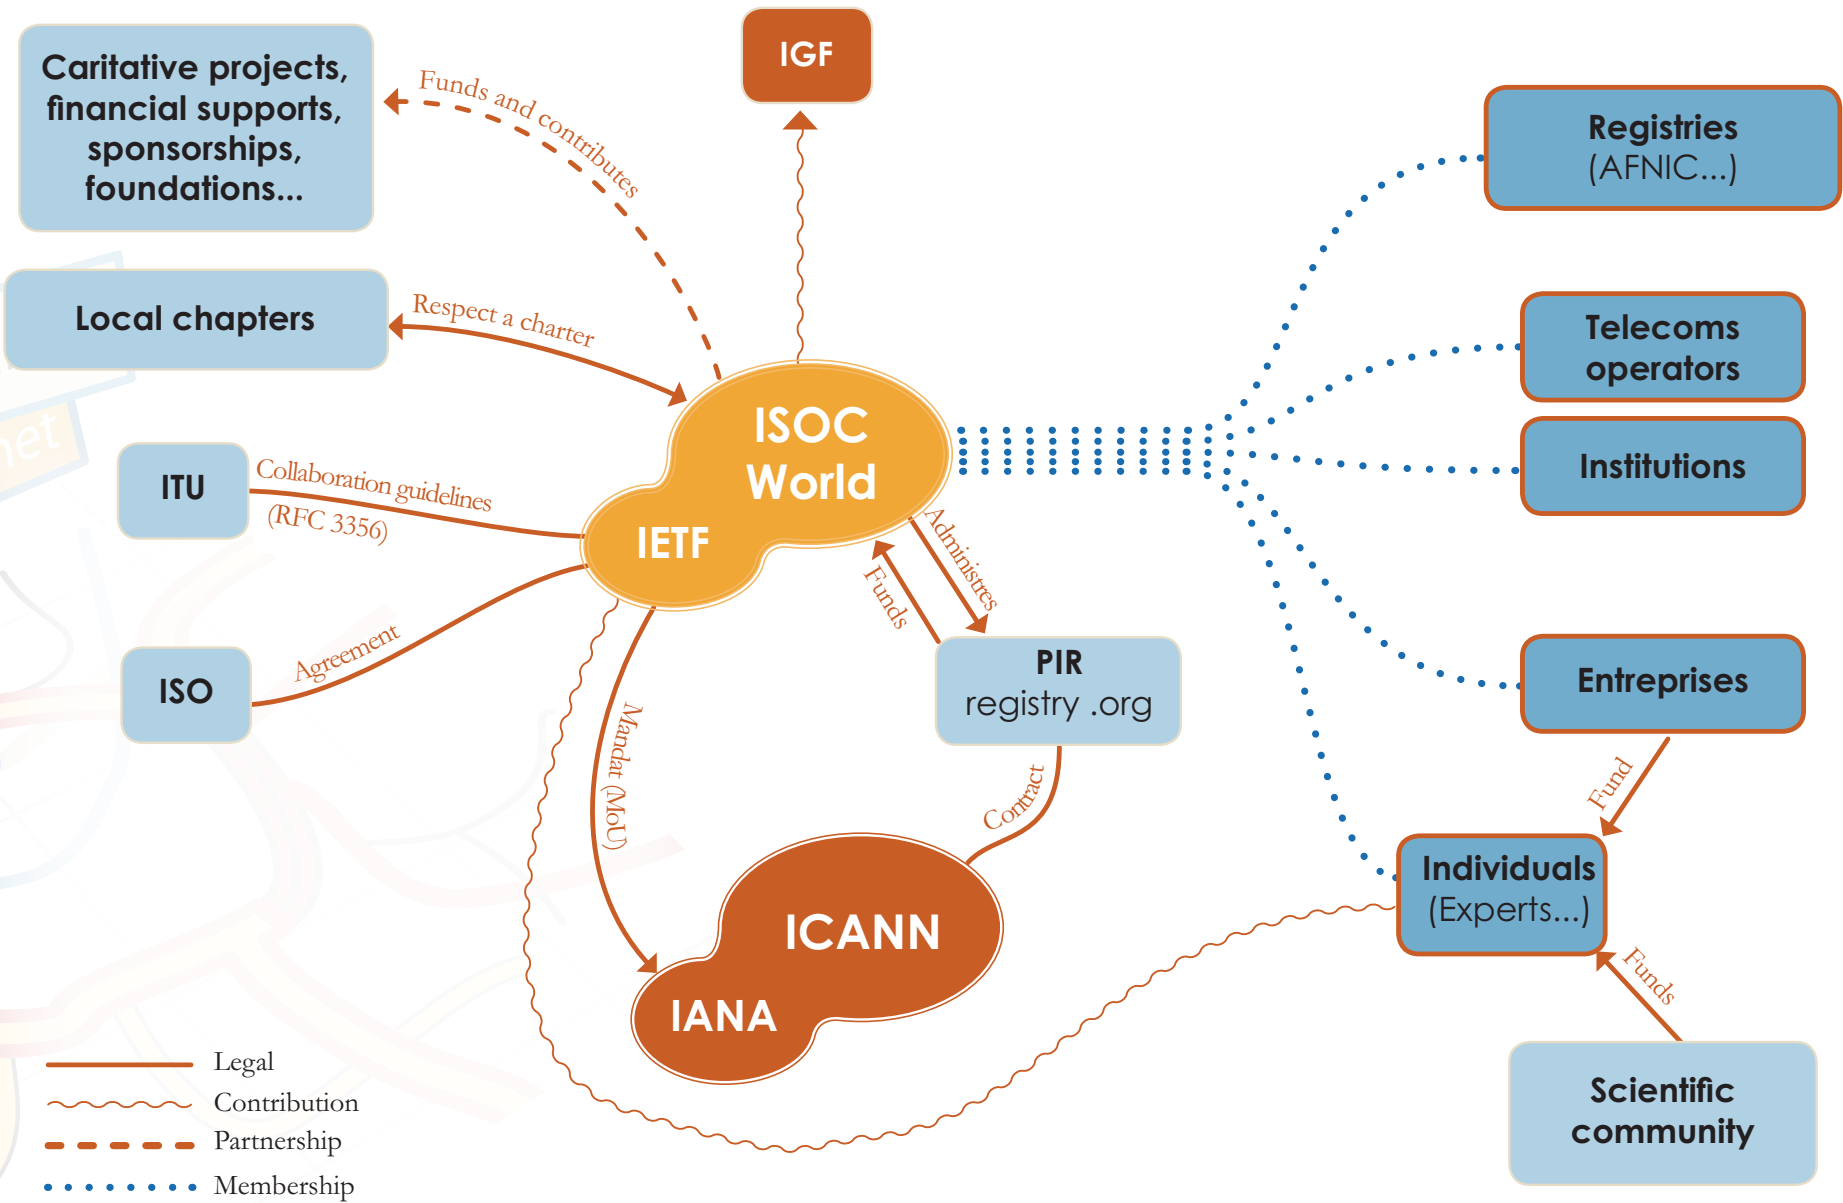 Caritative projects,
financial supports,
sponsorships,
foundations...
Funds and contributes
IGF
Registries
(AFNIC...)
Local chapters
Respect a charter
Telecoms
operators
ISOC
World
Institutions
ITU
Collaboration guidelines
(RFC 3356)
IETF
Administres
Funds
ISO
Agreement
PIR
registry .org
Entreprises
Mandat (MoU)
Contract
Fund
Individuals
(Experts...)
ICANN
IANA
Funds
Scientific
community
Legal
Contribution
Partnership
Membership
net